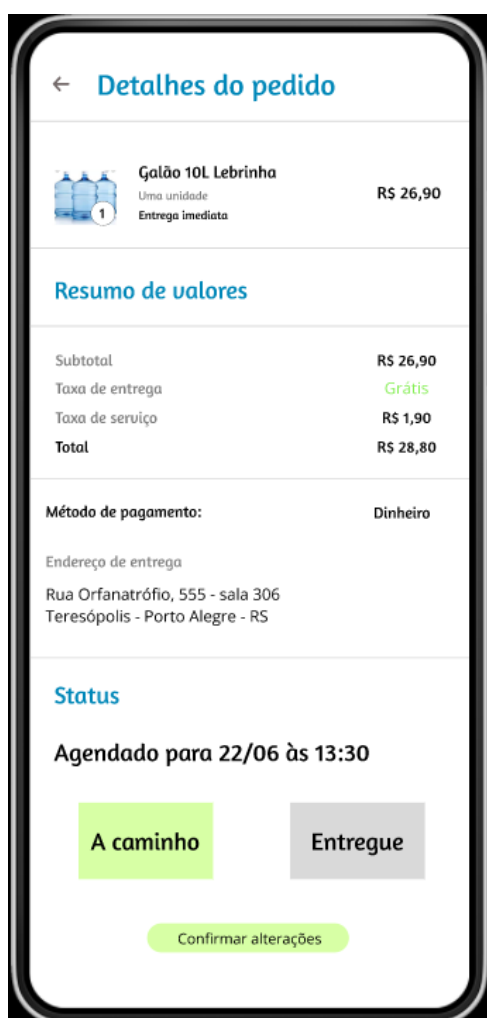 Detalhes do pedido
Galão 10L Lebrinha
Uma unidade
R$ 26,90
1
Entrega imediata
Resumo de valores
Subtotal R$ 26,90
Taxa de entrega Grátis
Taxa de serviço R$ 1,90
Total R$ 28,80
Método de pagamento: Dinheiro
Endereço de entrega
Rua Orfanatrófio, 555 - sala 306
Teresópolis - Porto Alegre - RS
Status
Agendado para 22/06 às 13:30
A caminho Entregue
Confirmar alterações